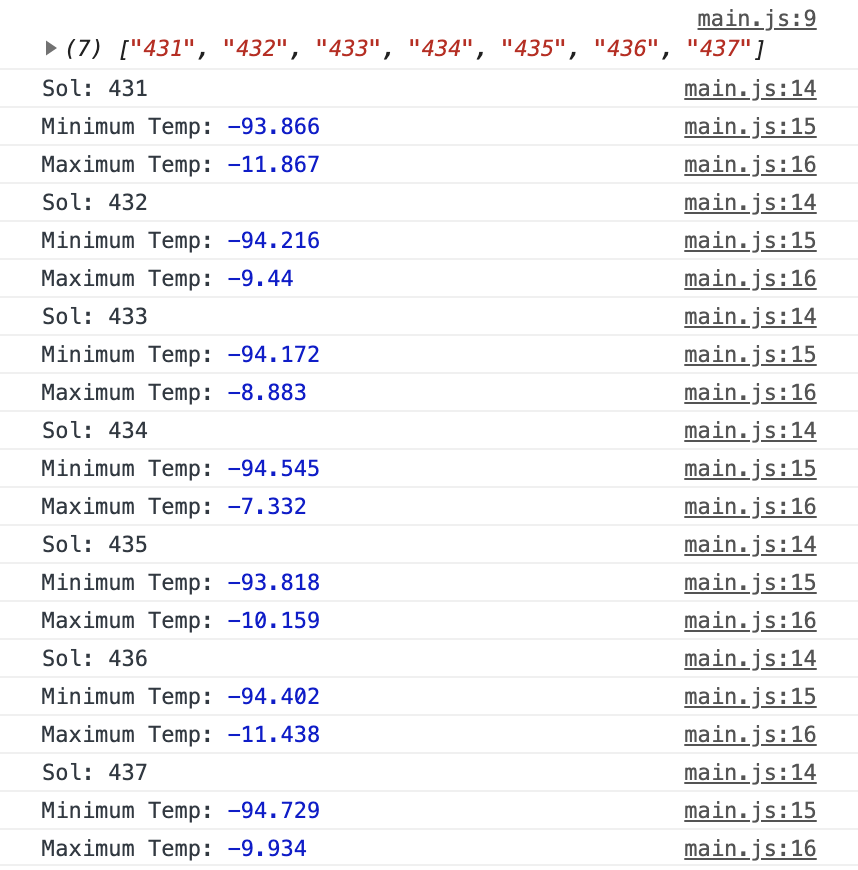 main.js:9
▶ (7) ["431", "432", "433", "434", "435", "436", "437"]
Sol: 431 main.js:14
Minimum Temp: -93.866 main.js:15
Maximum Temp: -11.867 main.js:16
Sol: 432 main.js:14
Minimum Temp: -94.216 main.js:15
Maximum Temp: -9.44 main.js:16
Sol: 433 main.js:14
Minimum Temp: -94.172 main.js:15
Maximum Temp: -8.883 main.js:16
Sol: 434 main.js:14
Minimum Temp: -94.545 main.js:15
Maximum Temp: -7.332 main.js:16
Sol: 435 main.js:14
Minimum Temp: -93.818 main.js:15
Maximum Temp: -10.159 main.js:16
Sol: 436 main.js:14
Minimum Temp: -94.402 main.js:15
Maximum Temp: -11.438 main.js:16
Sol: 437 main.js:14
Minimum Temp: -94.729 main.js:15
Maximum Temp: -9.934 main.js:16